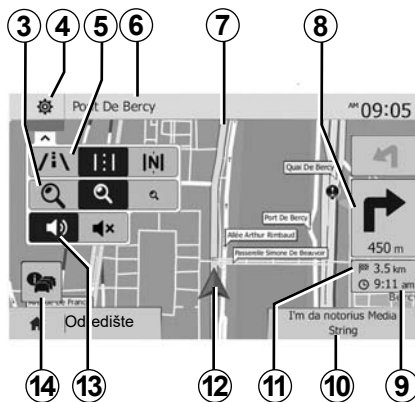 3
4
5
6
7
8
Pont De Bercy
AM 09:05
N
Quai De Bercy
Port De Bercy
Allée Arthur Rimbaud
Passerelle Simone De Beauvoir
450 m
3.5 km
9:11 am
Odredište
I'm da notorius Media
String
14
13
12
11
10
9